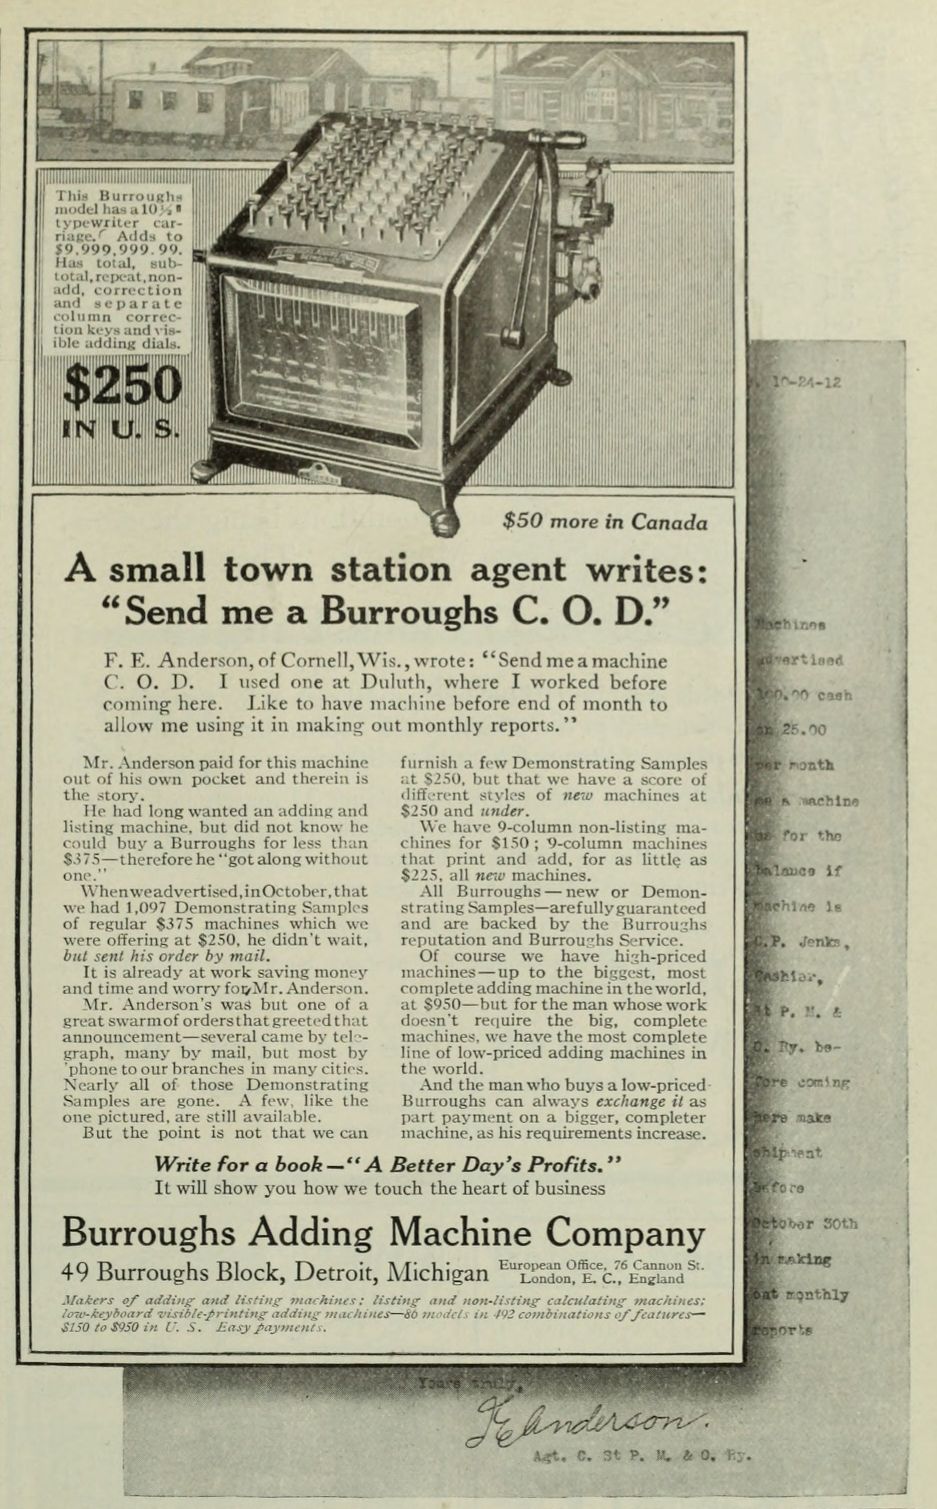 This Burroughs
model has a 10½"
typewriter car-
riage. Adds to
$9,999,999.99.
Has total, sub-
total, repeat, non-
add, correction
and separate
column correc-
tion keys and vis-
ible adding dials.
$250
IN U. S.
$50 more in Canada
A small town station agent writes:
"Send me a Burroughs C. O. D."
F. E. Anderson, of Cornell, Wis., wrote: "Send me a machine
C. O. D. I used one at Duluth, where I worked before
coming here. Like to have machine before end of month to
allow me using it in making out monthly reports."
Mr. Anderson paid for this machine
out of his own pocket and therein is
the story.
He had long wanted an adding and
listing machine, but did not know he
could buy a Burroughs for less than
$375—therefore he "got along without
one."
When we advertised, in October, that
we had 1,097 Demonstrating Samples
of regular $375 machines which we
were offering at $250, he didn't wait,
but sent his order by mail.
It is already at work saving money
and time and worry for Mr. Anderson.
Mr. Anderson's was but one of a
great swarm of orders that greeted that
announcement—several came by tele-
graph, many by mail, but most by
'phone to our branches in many cities.
Nearly all of those Demonstrating
Samples are gone. A few, like the
one pictured, are still available.
But the point is not that we can
furnish a few Demonstrating Samples
at $250, but that we have a score of
different styles of new machines at
$250 and under.
We have 9-column non-listing ma-
chines for $150; 9-column machines
that print and add, for as little as
$225, all new machines.
All Burroughs—new or Demon-
strating Samples—are fully guaranteed
and are backed by the Burroughs
reputation and Burroughs Service.
Of course we have high-priced
machines—up to the biggest, most
complete adding machine in the world,
at $950—but for the man whose work
doesn't require the big, complete
machines, we have the most complete
line of low-priced adding machines in
the world.
And the man who buys a low-priced
Burroughs can always exchange it as
part payment on a bigger, completer
machine, as his requirements increase.
Write for a book—"A Better Day's Profits."
It will show you how we touch the heart of business
Burroughs Adding Machine Company
49 Burroughs Block, Detroit, Michigan
European Office, 76 Cannon St.
London, E. C., England
Makers of adding and listing machines; listing and non-listing calculating machines;
low-keyboard visible-printing adding machines—86 models in 492 combinations of features—
$150 to $950 in U. S. Easy payments.
10-24-12
Machines
advertised
cash
25.00
per month
a machine
for the
balance if
machine is
C.P. Jenks,
Cashier,
St P. M. &
O. Ry. be-
fore coming
here make
shipment
before
October 30th
in making
out monthly
reports
Yours truly,
F E Anderson.
Agt. C. St P. M. & O. Ry.